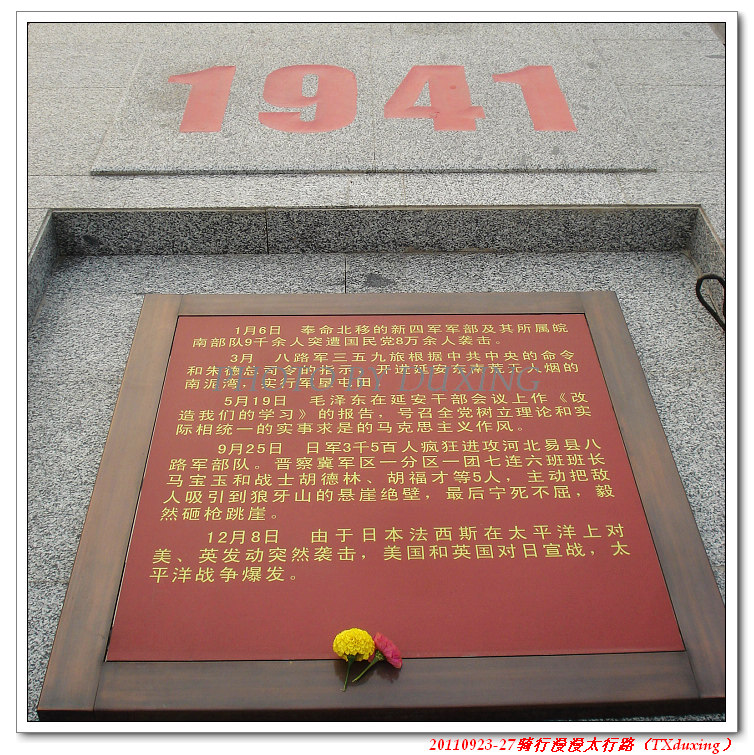 1941
1月6日 奉命北移的新四军军部及其所属皖
南部队9千余人突遭国民党8万余人袭击。
3月 八路军三五九旅根据中共中央的命令
和朱德总司令的指示，开进延安东南荒无人烟的
南泥湾，实行军垦屯田。
5月19日 毛泽东在延安干部会议上作《改
造我们的学习》的报告，号召全党树立理论和实
际相统一的实事求是的马克思主义作风。
9月25日 日军3千5百人疯狂进攻河北易县八
路军部队。晋察冀军区一分区一团七连六班班长
马宝玉和战士胡德林、胡福才等5人，主动把敌
人吸引到狼牙山的悬崖绝壁，最后宁死不屈，毅
然砸枪跳崖。
12月8日 由于日本法西斯在太平洋上对
美、英发动突然袭击，美国和英国对日宣战，太
平洋战争爆发。
PHOTO BY DUXING
20110923-27骑行漫漫太行路（TXduxing）